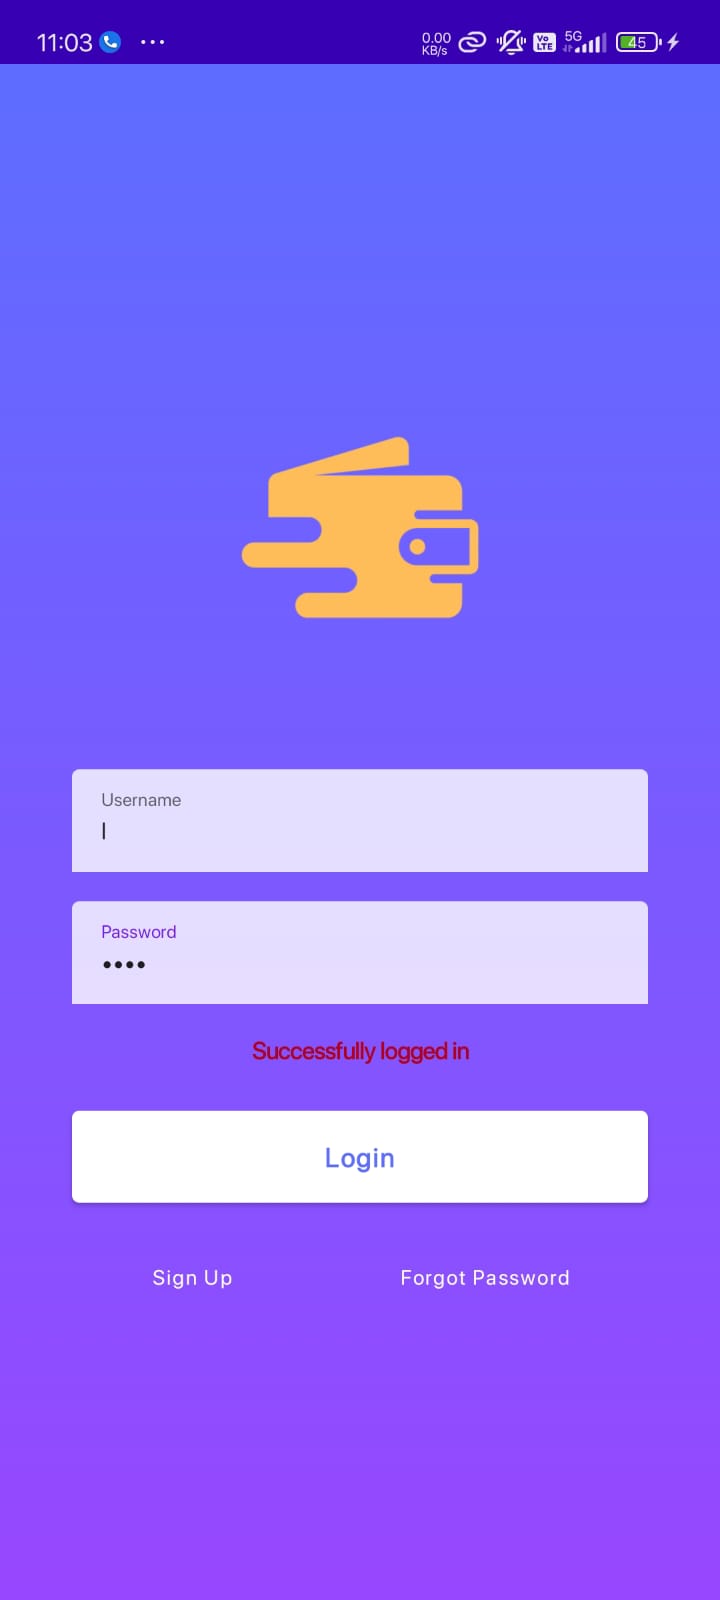 11:03 ... 0.00 KB/s Vo LTE 5G 45
Username
Password
••••
Successfully logged in
Login
Sign Up Forgot Password